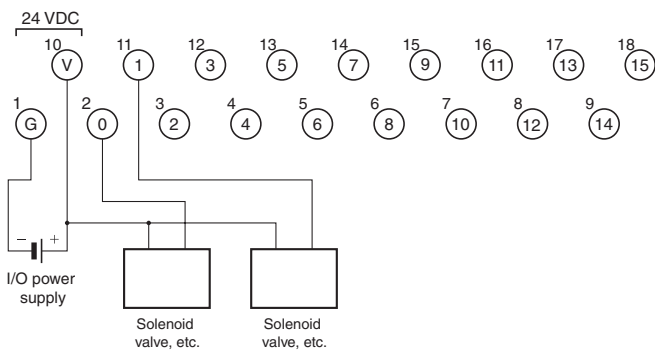 24 VDC
10 11 12 13 14 15 16 17 18
V 1 3 5 7 9 11 13 15
1 2 3 4 5 6 7 8 9
G 0 2 4 6 8 10 12 14
− +
I/O power
supply
Solenoid
valve, etc.
Solenoid
valve, etc.